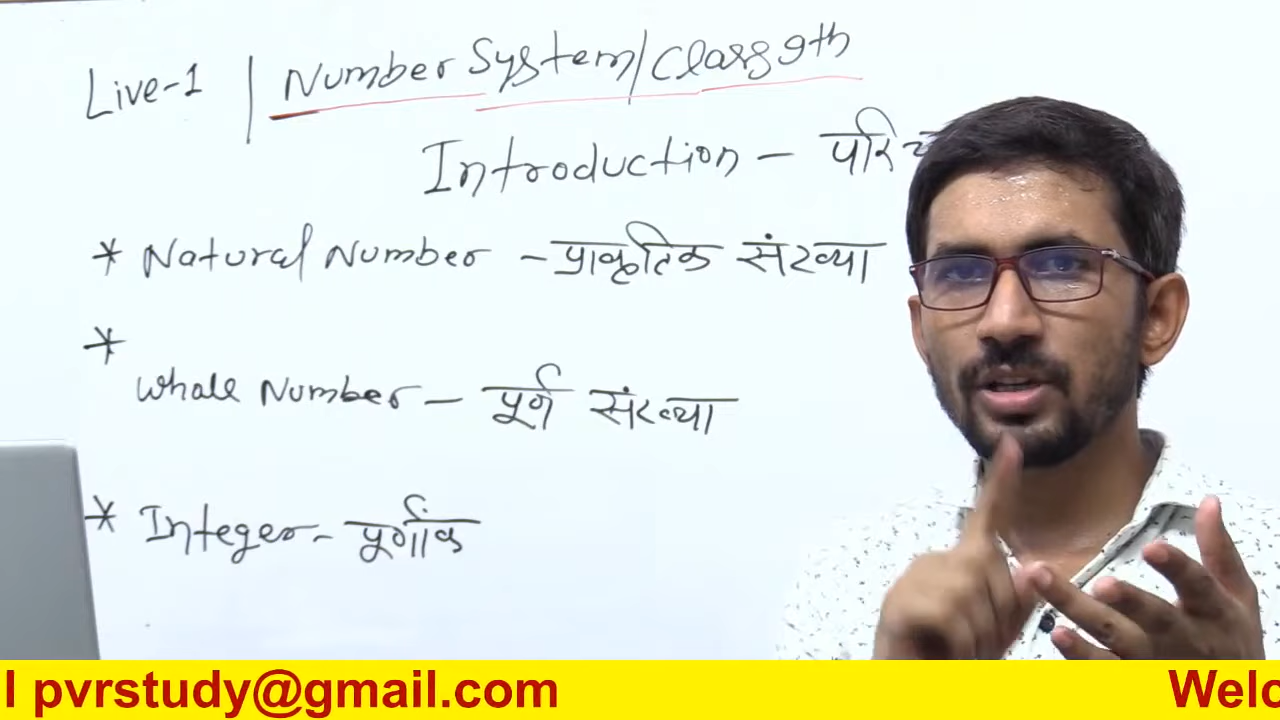 Live-1 | Number System/Class 9th
Introduction – परिच
* Natural Number – प्राकृतिक संख्या
* Whole Number – पूर्ण संख्या
* Integer – पूर्णांक
l pvrstudy@gmail.com Welc